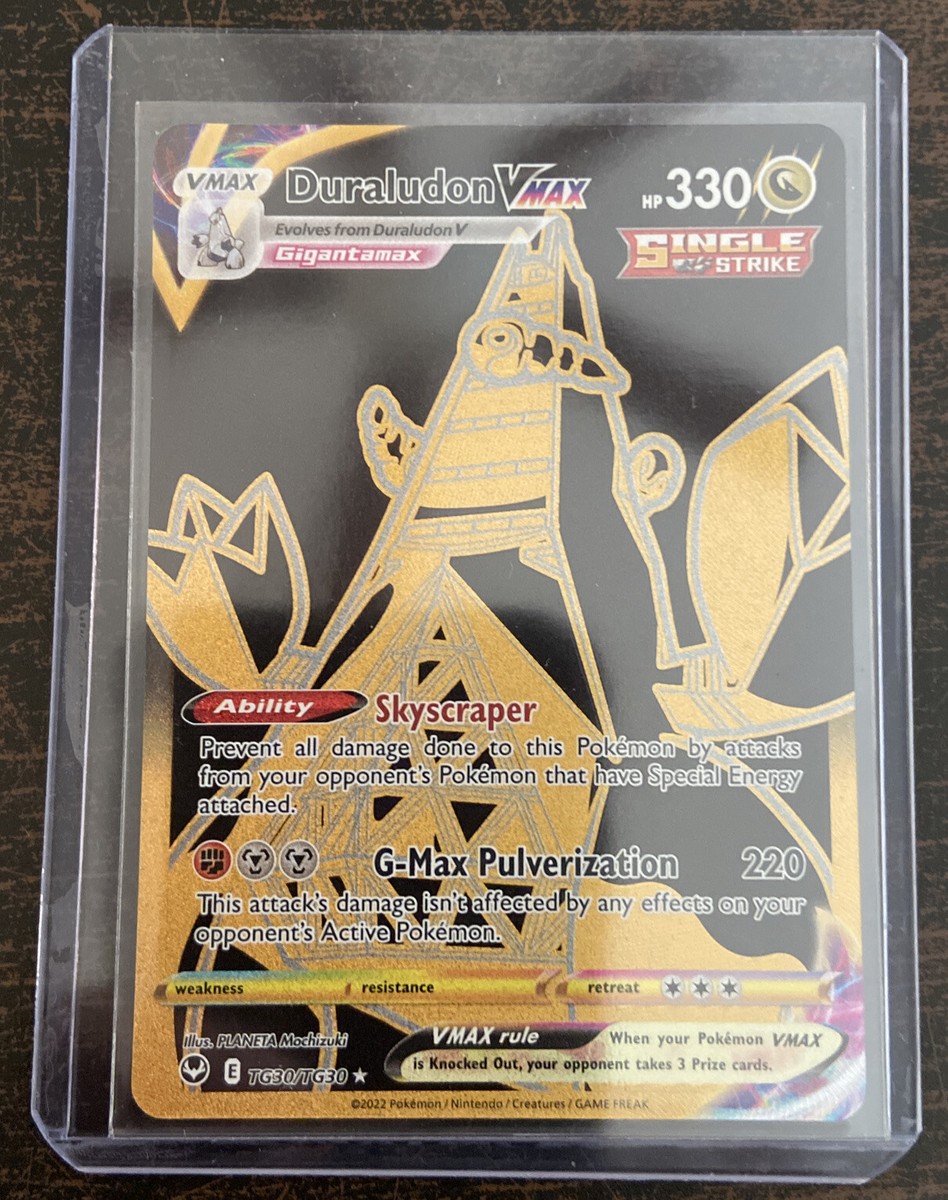 VMAX Duraludon VMAX HP 330
Evolves from Duraludon V
Gigantamax
SINGLE
STRIKE
Ability Skyscraper
Prevent all damage done to this Pokémon by attacks
from your opponent's Pokémon that have Special Energy
attached.
G-Max Pulverization 220
This attack's damage isn't affected by any effects on your
opponent's Active Pokémon.
weakness resistance retreat
Illus. PLANETA Mochizuki
VMAX rule When your Pokémon VMAX
is Knocked Out, your opponent takes 3 Prize cards.
E TG30/TG30 ★
©2022 Pokémon / Nintendo / Creatures / GAME FREAK